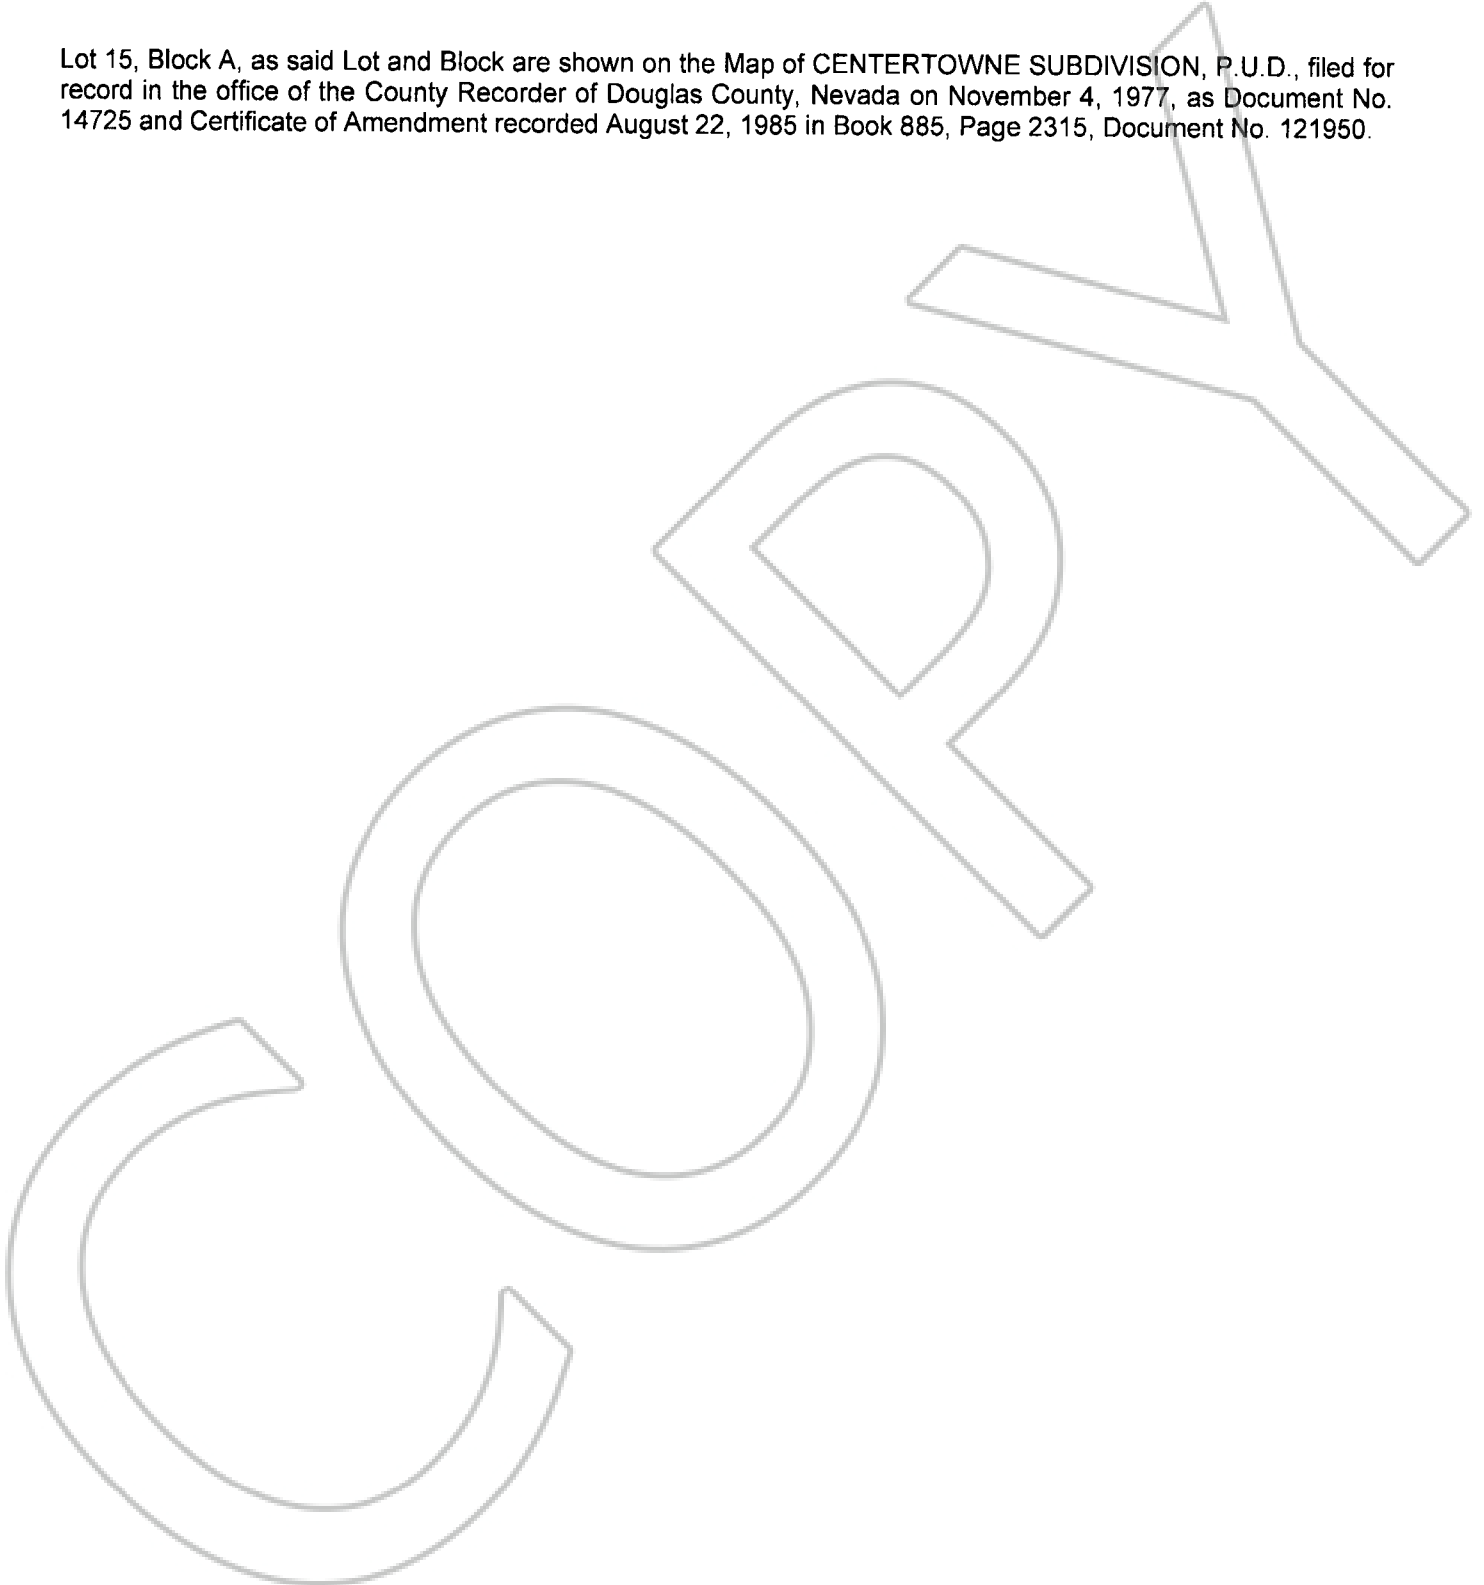 Lot 15, Block A, as said Lot and Block are shown on the Map of CENTERTOWNE SUBDIVISION, P.U.D., filed for
record in the office of the County Recorder of Douglas County, Nevada on November 4, 1977, as Document No.
14725 and Certificate of Amendment recorded August 22, 1985 in Book 885, Page 2315, Document No. 121950.
COPY